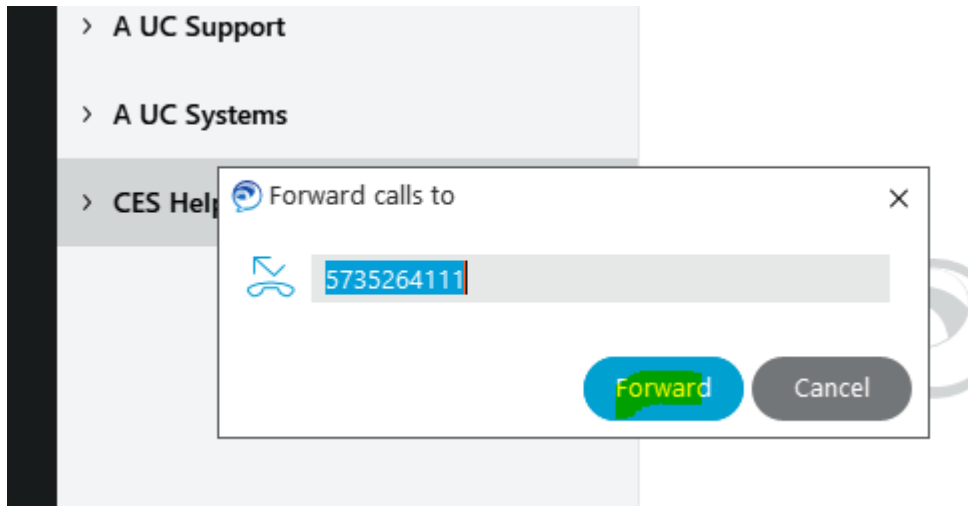 A UC Support
A UC Systems
CES Help
Forward calls to
5735264111
Forward
Cancel